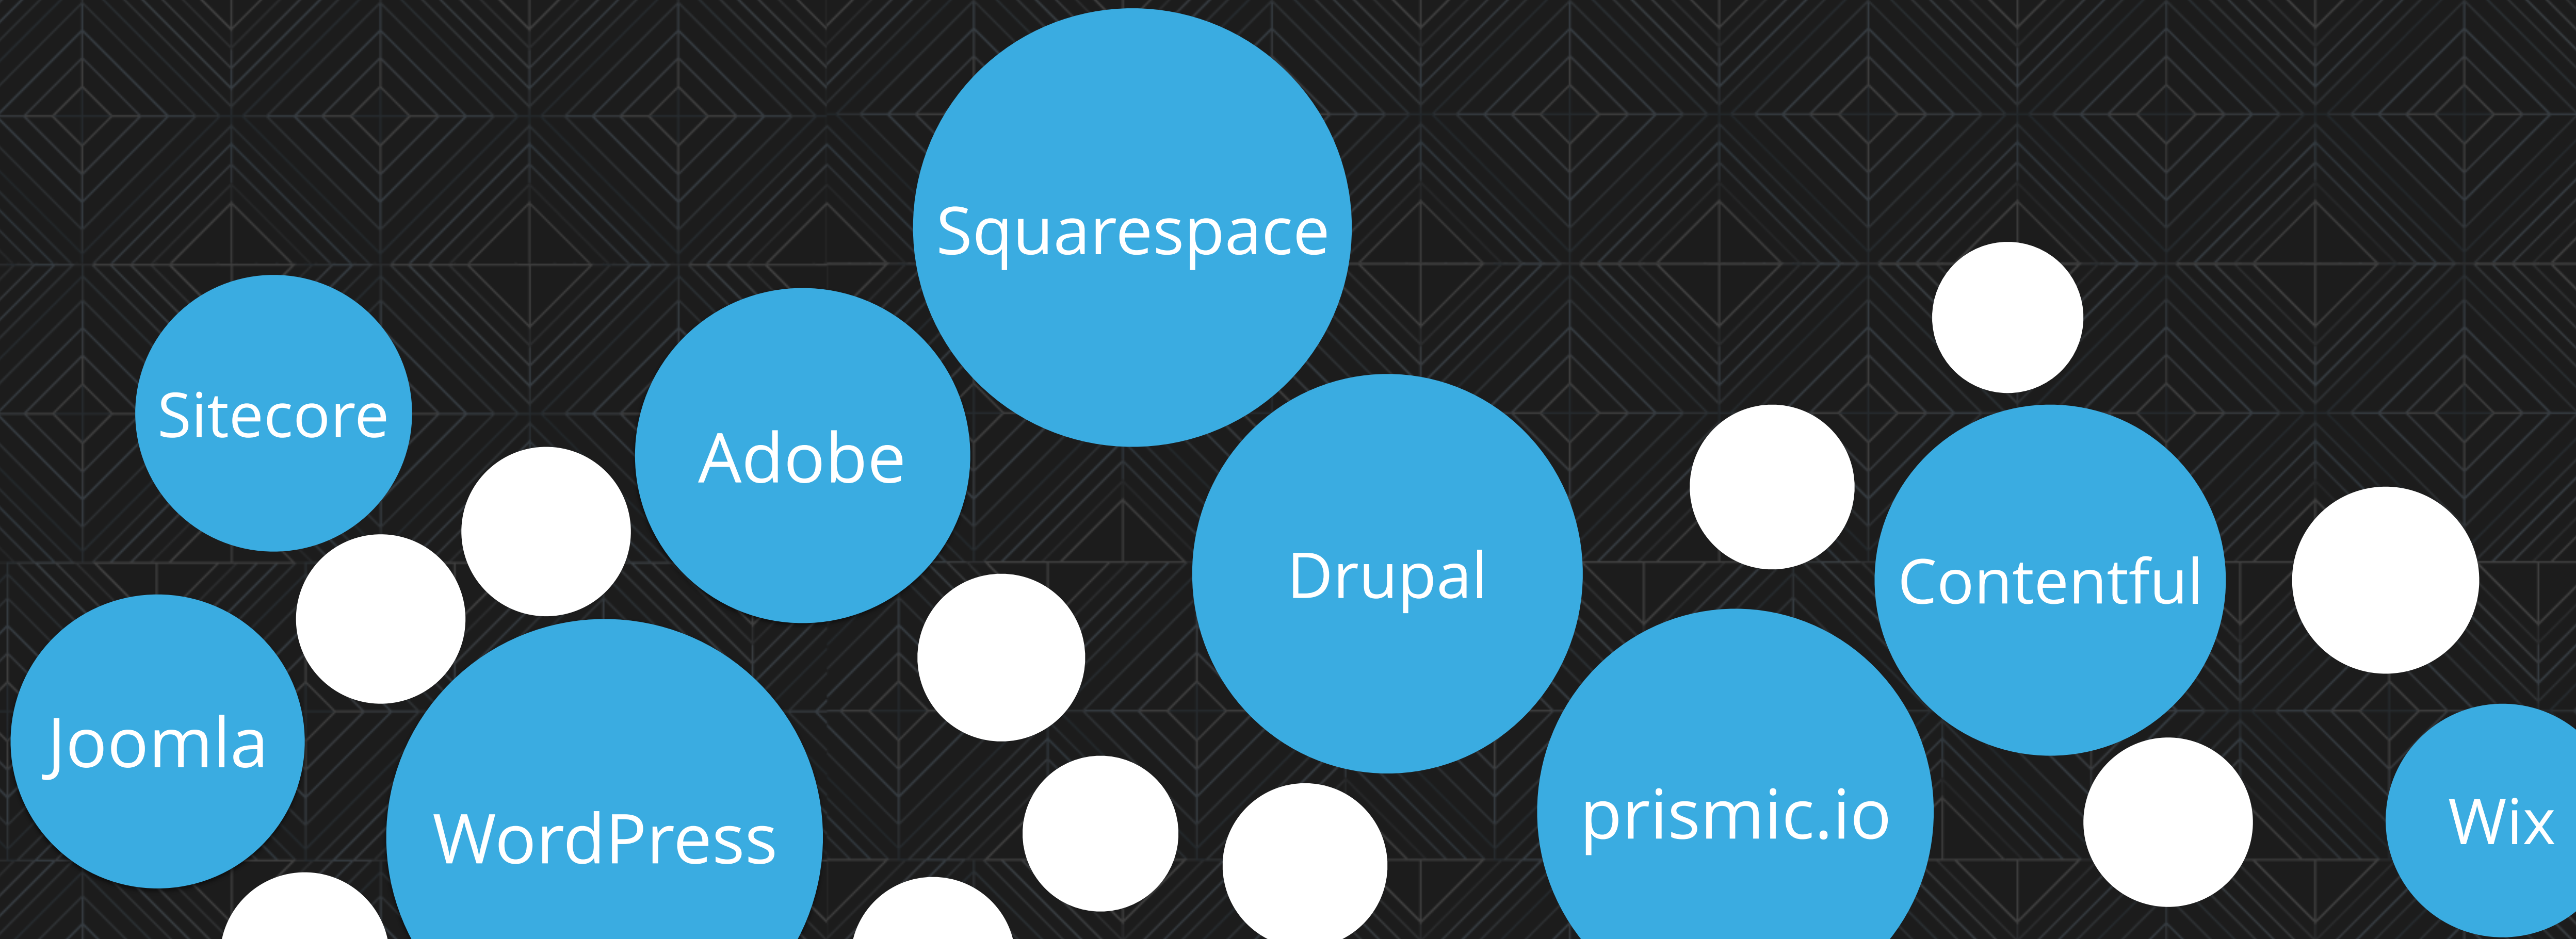 Squarespace
Sitecore
Adobe
Drupal
Contentful
Joomla
WordPress
prismic.io
Wix